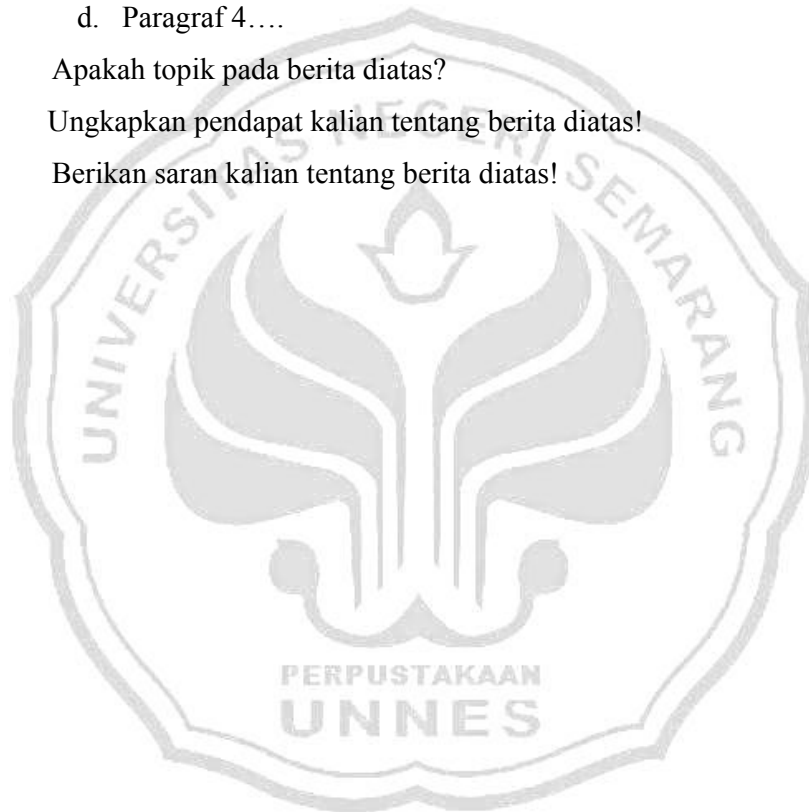 d. Paragraf 4….
Apakah topik pada berita diatas?
Ungkapkan pendapat kalian tentang berita diatas!
Berikan saran kalian tentang berita diatas!
UNIVERSITAS NEGERI SEMARANG
PERPUSTAKAAN
UNNES